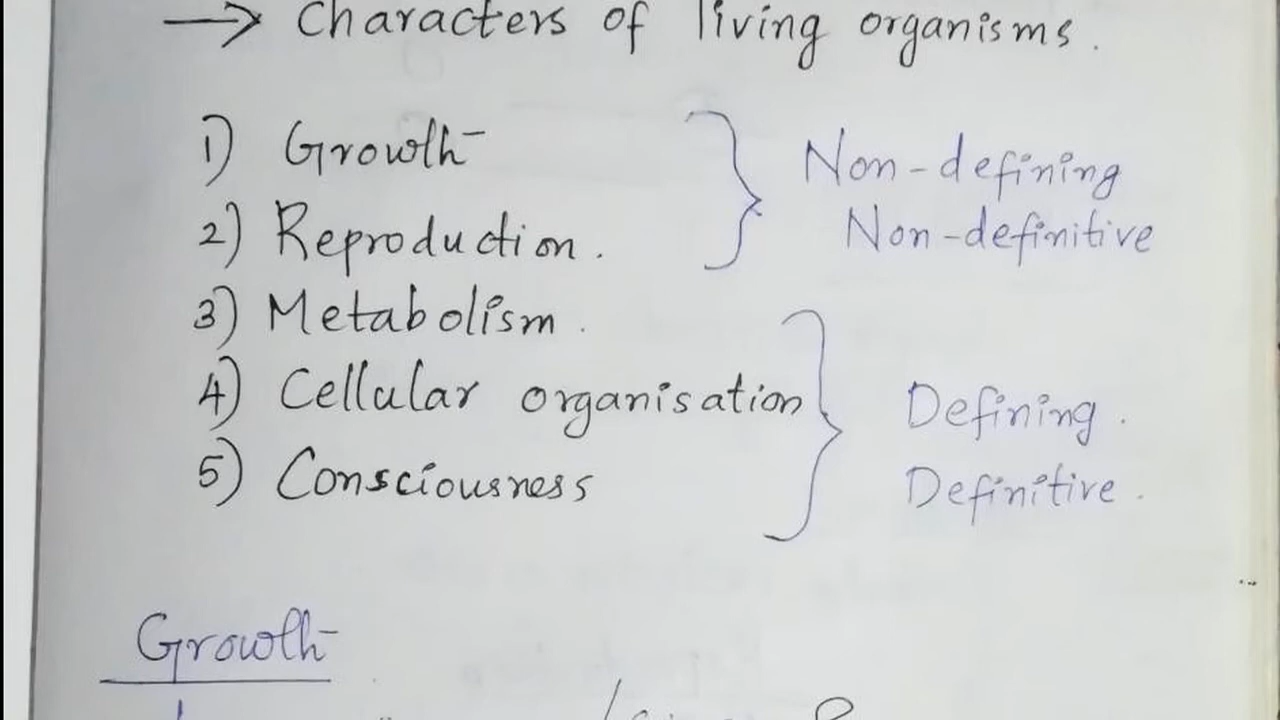 → Characters of living organisms.
1) Growth
2) Reproduction.
Non-defining
Non-definitive
3) Metabolism.
4) Cellular organisation
5) Consciousness
Defining.
Definitive.
Growth